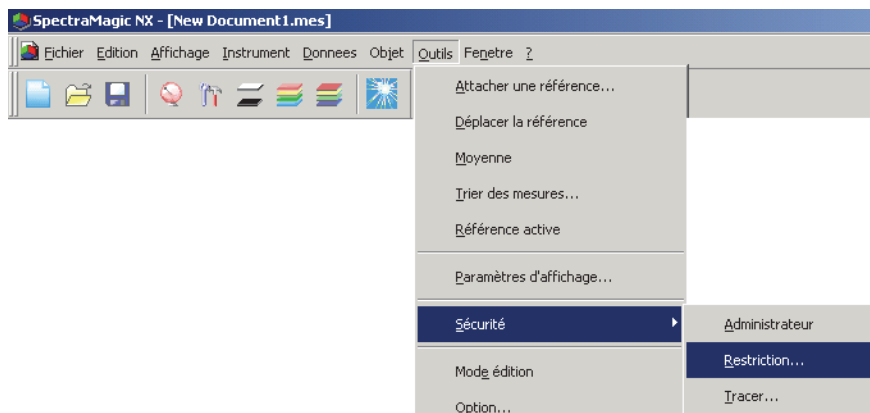 SpectraMagic NX - [New Document1.mes]
Fichier Edition Affichage Instrument Donnees Objet Outils Fenetre ?
Attacher une référence...
Déplacer la référence
Moyenne
Trier des mesures...
Référence active
Paramètres d'affichage...
Sécurité
Administrateur
Restriction...
Tracer...
Mode édition
Option...